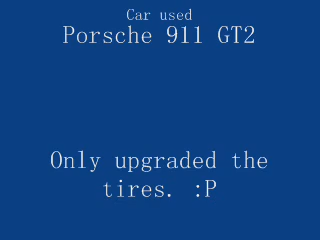 Car used
Porsche 911 GT2
Only upgraded the
tires. :P